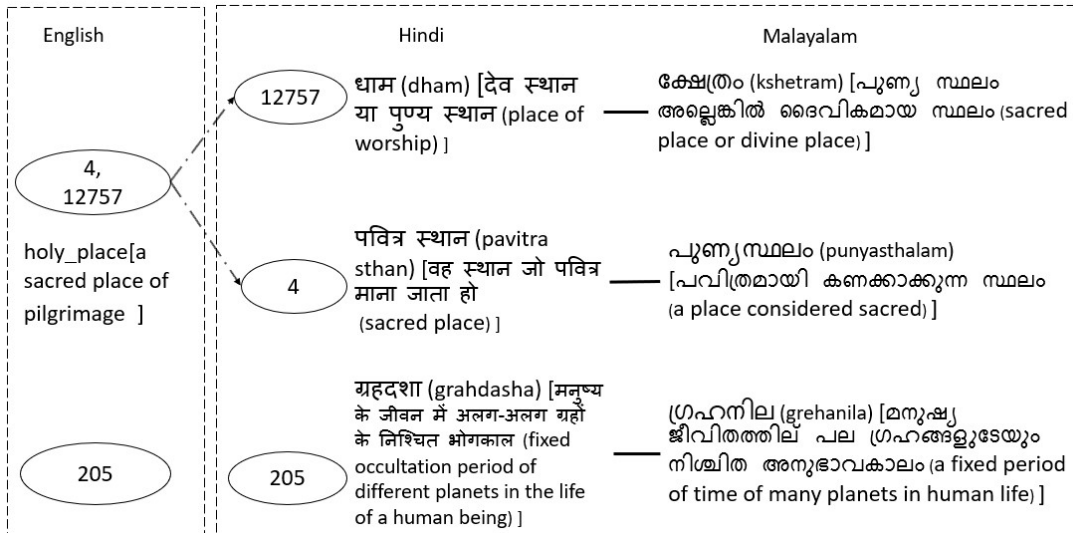 English
Hindi
Malayalam
4,
12757
holy_place[a
sacred place of
pilgrimage ]
205
12757
धाम (dham) [देव स्थान
या पुण्य स्थान (place of
worship) ]
ക്ഷേത്രം (kshetram) [പുണ്യ സ്ഥലം
അല്ലെങ്കിൽ ദൈവികമായ സ്ഥലം (sacred
place or divine place) ]
4
पवित्र स्थान (pavitra
sthan) [वह स्थान जो पवित्र
माना जाता हो
(sacred place) ]
പുണ്യസ്ഥലം (punyasthalam)
[പവിത്രമായി കണക്കാക്കുന്ന സ്ഥലം
(a place considered sacred) ]
205
ग्रहदशा (grahdasha) [मनुष्य
के जीवन में अलग-अलग ग्रहों
के निश्चित भोगकाल (fixed
occultation period of
different planets in the life
of a human being) ]
ഗ്രഹനില (grehanila) [മനുഷ്യ
ജീവിതത്തില് പല ഗ്രഹങ്ങളുടേയും
നിശ്ചിത അനുഭാവകാലം (a fixed period
of time of many planets in human life) ]